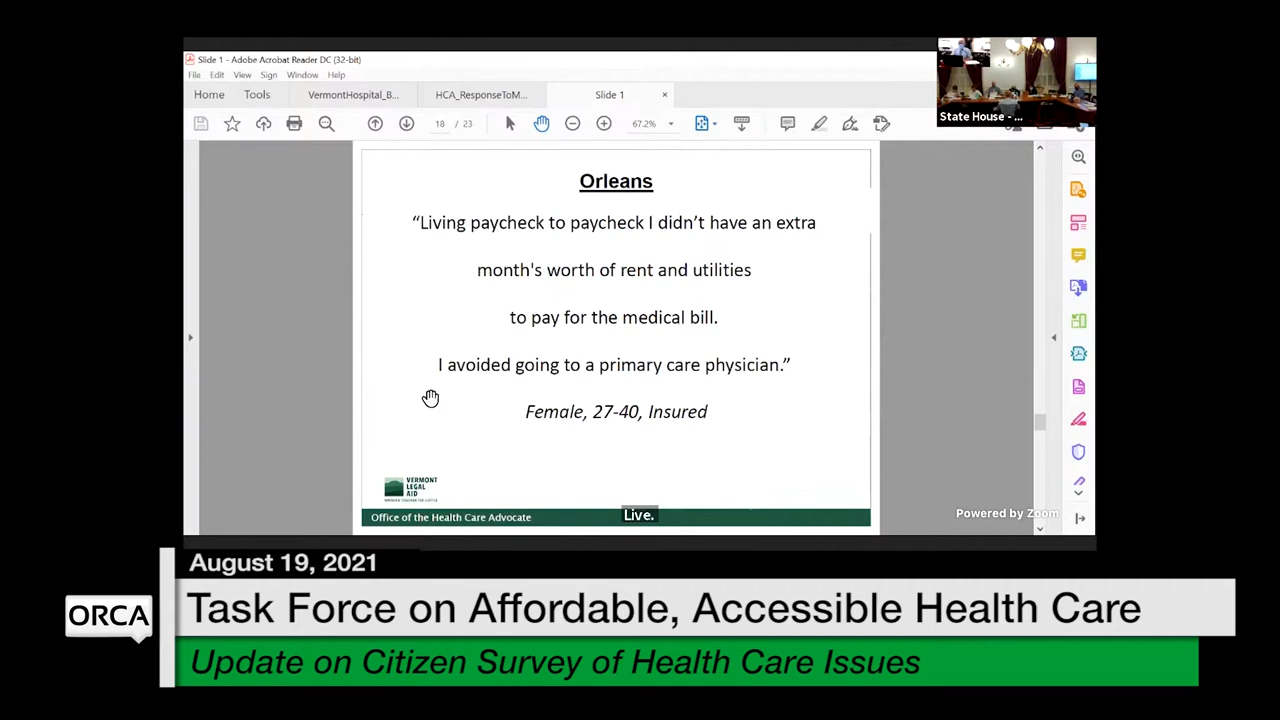 Slide 1 - Adobe Acrobat Reader DC (32-bit)
File Edit View Sign Window Help
Home Tools VermontHospital_B... HCA_ResponseToM... Slide 1 ×
18 / 23 67.2%
State House - ...
Orleans
“Living paycheck to paycheck I didn’t have an extra
month's worth of rent and utilities
to pay for the medical bill.
I avoided going to a primary care physician.”
Female, 27-40, Insured
VERMONT
LEGAL
AID
Office of the Health Care Advocate
Live.
Powered by Zoom
August 19, 2021
ORCA
Task Force on Affordable, Accessible Health Care
Update on Citizen Survey of Health Care Issues